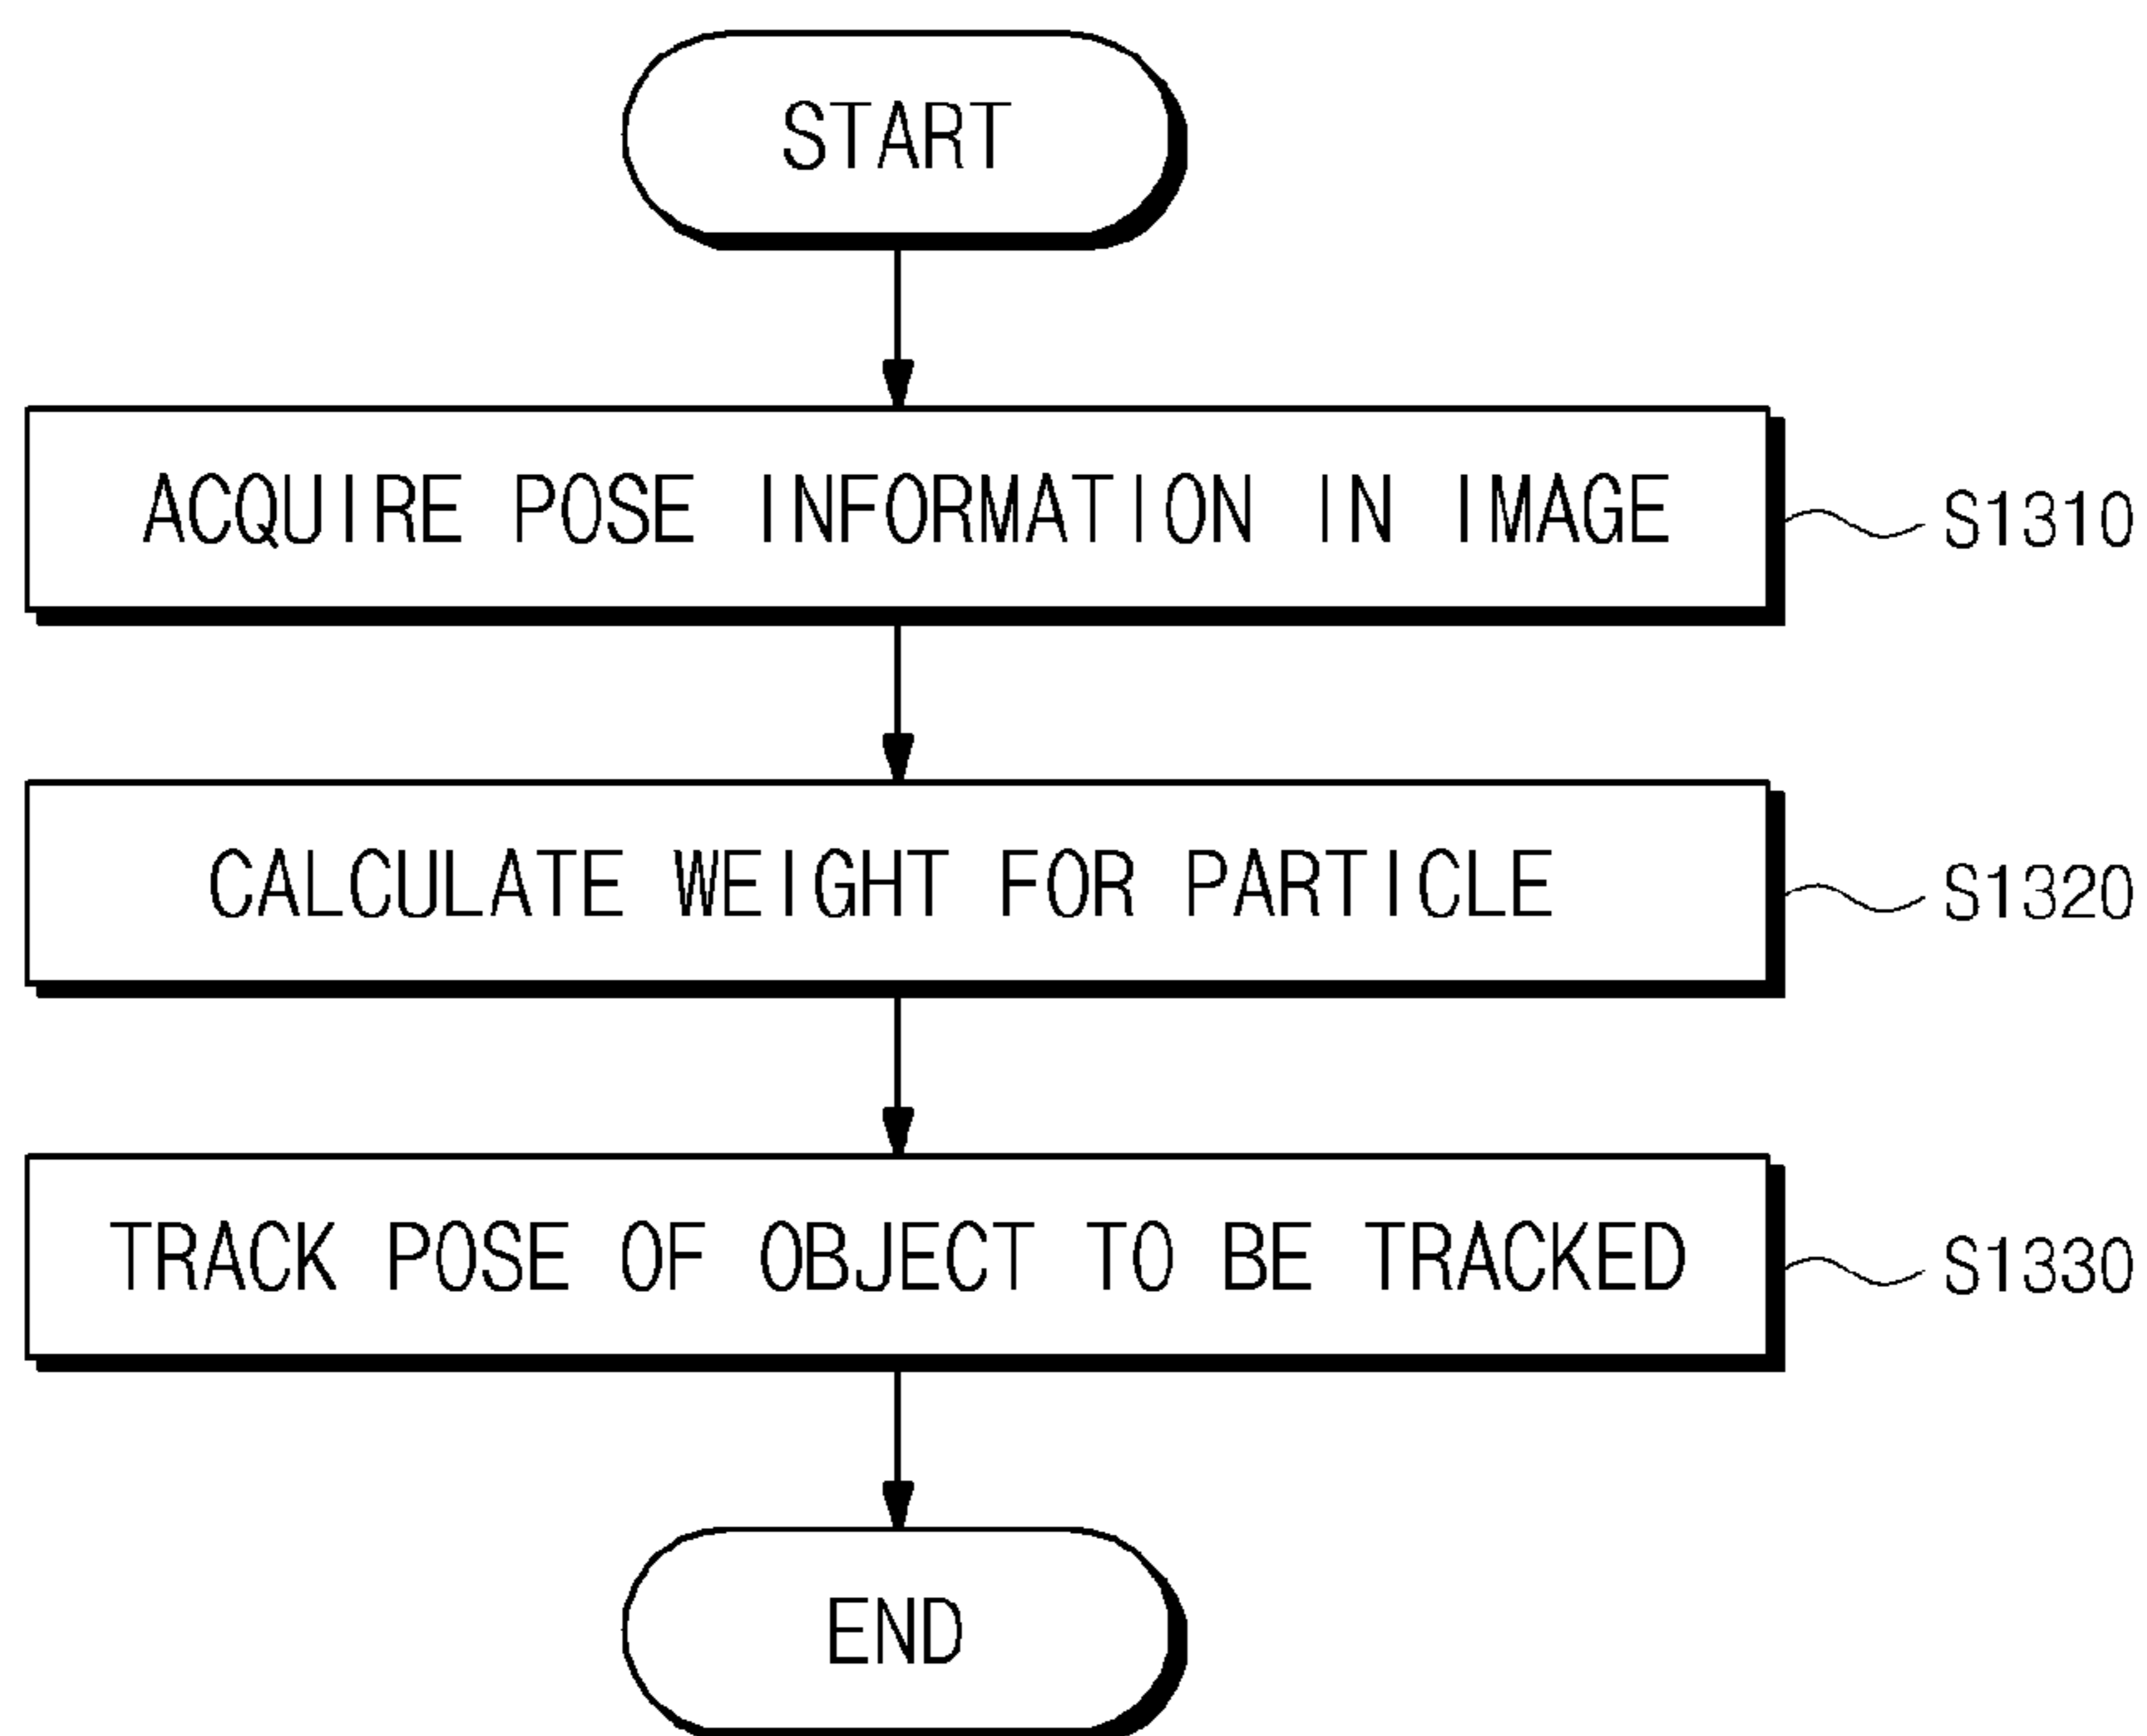 START
ACQUIRE POSE INFORMATION IN IMAGE
S1310
CALCULATE WEIGHT FOR PARTICLE
S1320
TRACK POSE OF OBJECT TO BE TRACKED
S1330
END